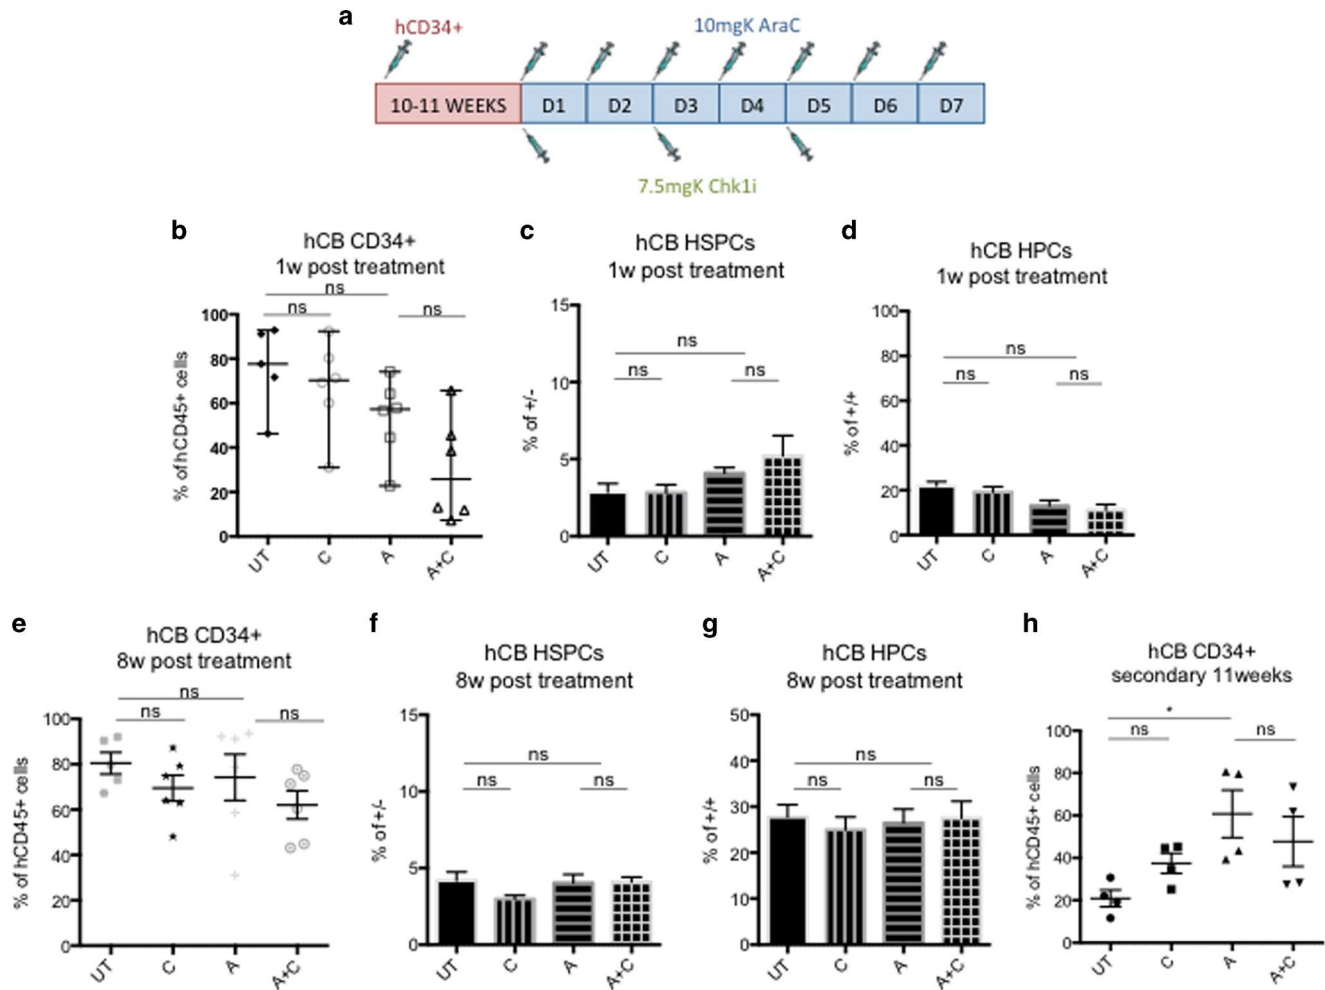 a
hCD34+
10mgK AraC
10-11 WEEKS D1 D2 D3 D4 D5 D6 D7
7.5mgK Chk1i
b
hCB CD34+
1w post treatment
ns
ns
ns
% of hCD45+ cells
100
80
60
40
20
0
UT C A A+C
c
hCB HSPCs
1w post treatment
ns
ns
ns
% of +/-
15
10
5
0
UT C A A+C
d
hCB HPCs
1w post treatment
ns
ns
ns
% of +/+
100
80
60
40
20
0
UT C A A+C
e
hCB CD34+
8w post treatment
ns
ns
ns
% of hCD45+ cells
100
80
60
40
20
0
UT C A A+C
f
hCB HSPCs
8w post treatment
ns
ns
ns
% of +/-
15
10
5
0
UT C A A+C
g
hCB HPCs
8w post treatment
ns
ns
ns
% of +/+
50
40
30
20
10
0
UT C A A+C
h
hCB CD34+
secondary 11weeks
*
ns
ns
% of hCD45+ cells
100
80
60
40
20
0
UT C A A+C